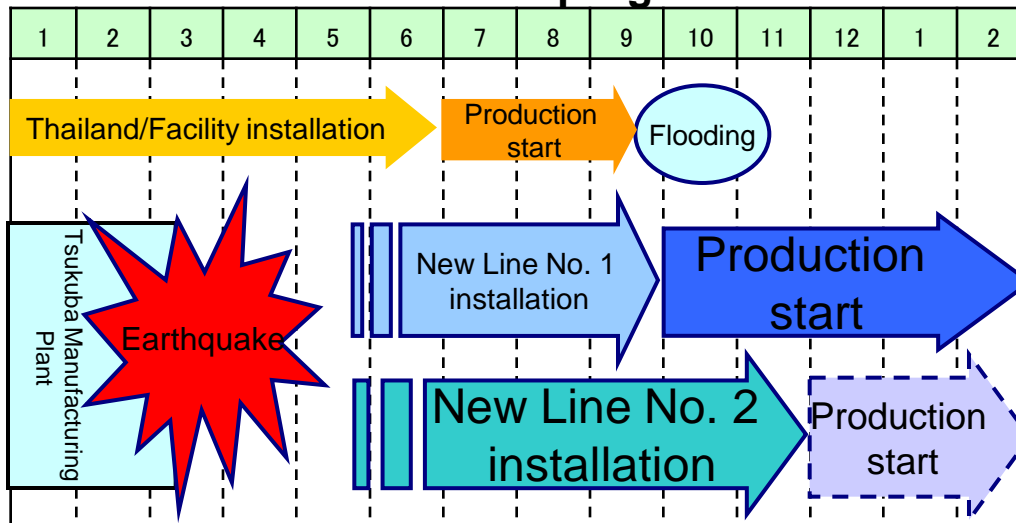 1 2 3 4 5 6 7 8 9 10 11 12 1 2
Thailand/Facility installation
Production
start
Flooding
Tsukuba Manufacturing
Plant
Earthquake
New Line No. 1
installation
Production
start
New Line No. 2
installation
Production
start